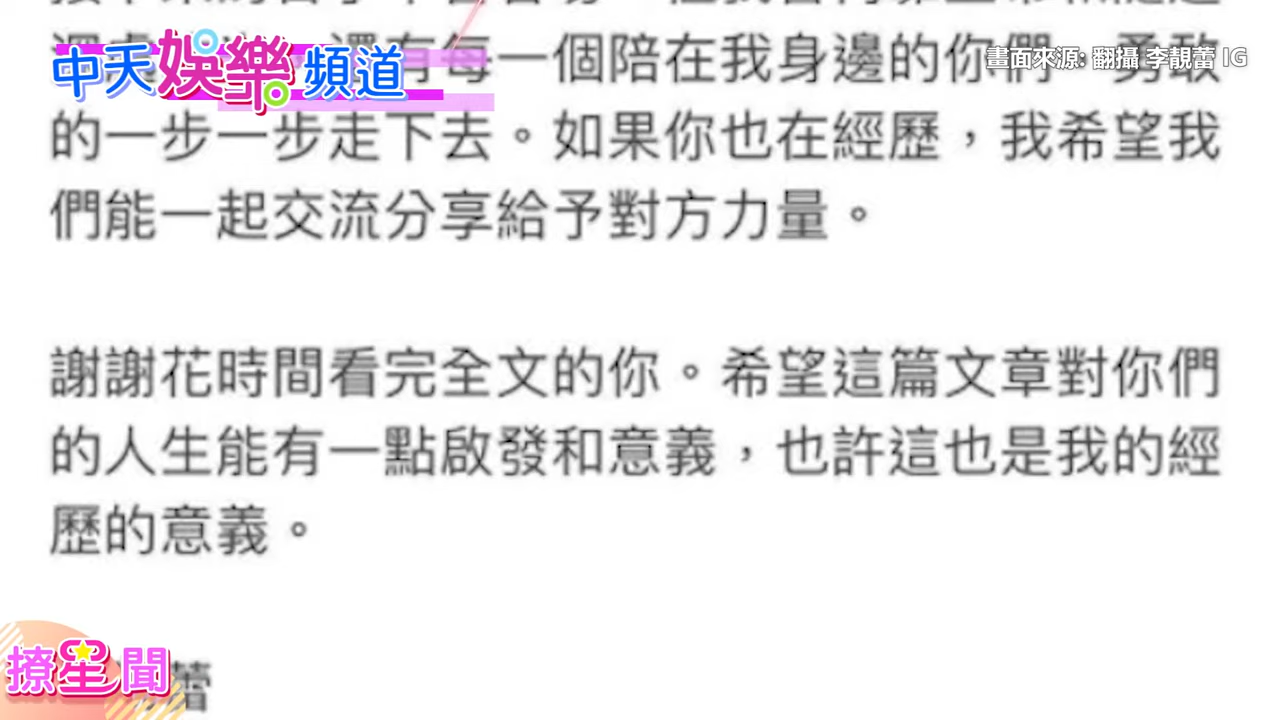 中天娛樂頻道
畫面來源: 翻攝 李靚蕾 IG
還有每一個陪在我身邊的你們 勇敢
的一步一步走下去。如果你也在經歷，我希望我
們能一起交流分享給予對方力量。
謝謝花時間看完全文的你。希望這篇文章對你們
的人生能有一點啟發和意義，也許這也是我的經
歷的意義。
撩星聞
蕾